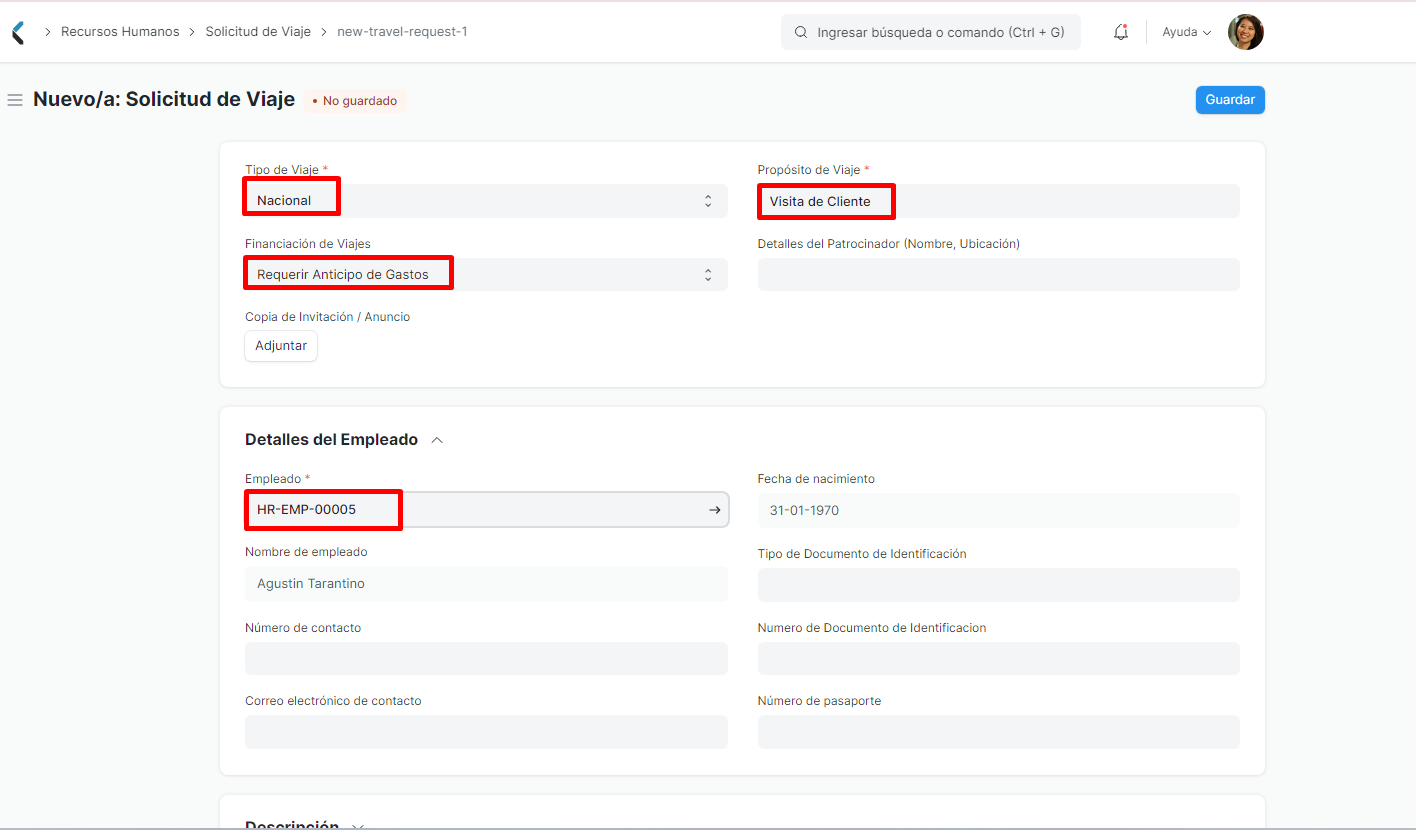 Recursos Humanos
Solicitud de Viaje
new-travel-request-1
Ingresar búsqueda o comando (Ctrl + G)
Ayuda
Nuevo/a: Solicitud de Viaje
• No guardado
Guardar
Tipo de Viaje *
Nacional
Propósito de Viaje *
Visita de Cliente
Financiación de Viajes
Requerir Anticipo de Gastos
Detalles del Patrocinador (Nombre, Ubicación)
Copia de Invitación / Anuncio
Adjuntar
Detalles del Empleado
Empleado *
HR-EMP-00005
Fecha de nacimiento
31-01-1970
Nombre de empleado
Agustin Tarantino
Tipo de Documento de Identificación
Número de contacto
Numero de Documento de Identificacion
Correo electrónico de contacto
Número de pasaporte
Descripción